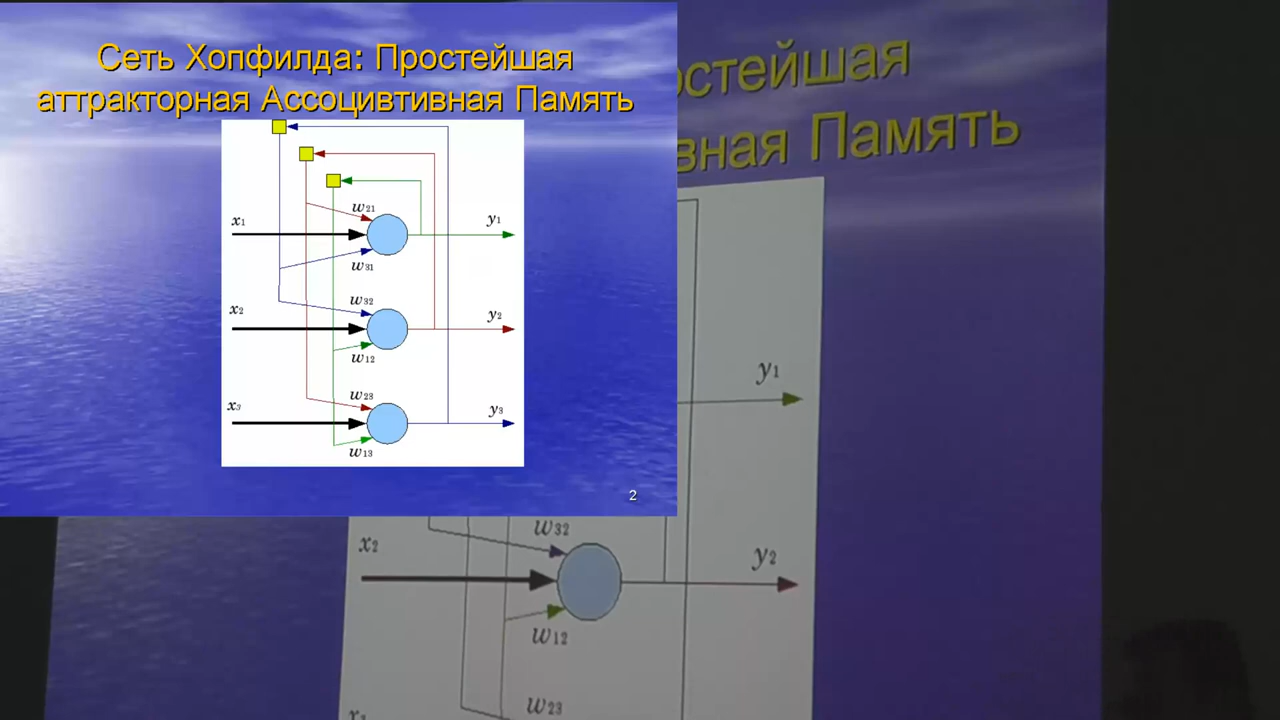 Сеть Хопфилда: Простейшая
аттракторная Ассоцивтивная Память
w21
x1
y1
w31
w32
x2
y2
w12
w23
x3
y3
w13
2
остейшая
вная Память
y1
w32
x2
y2
w12
w23